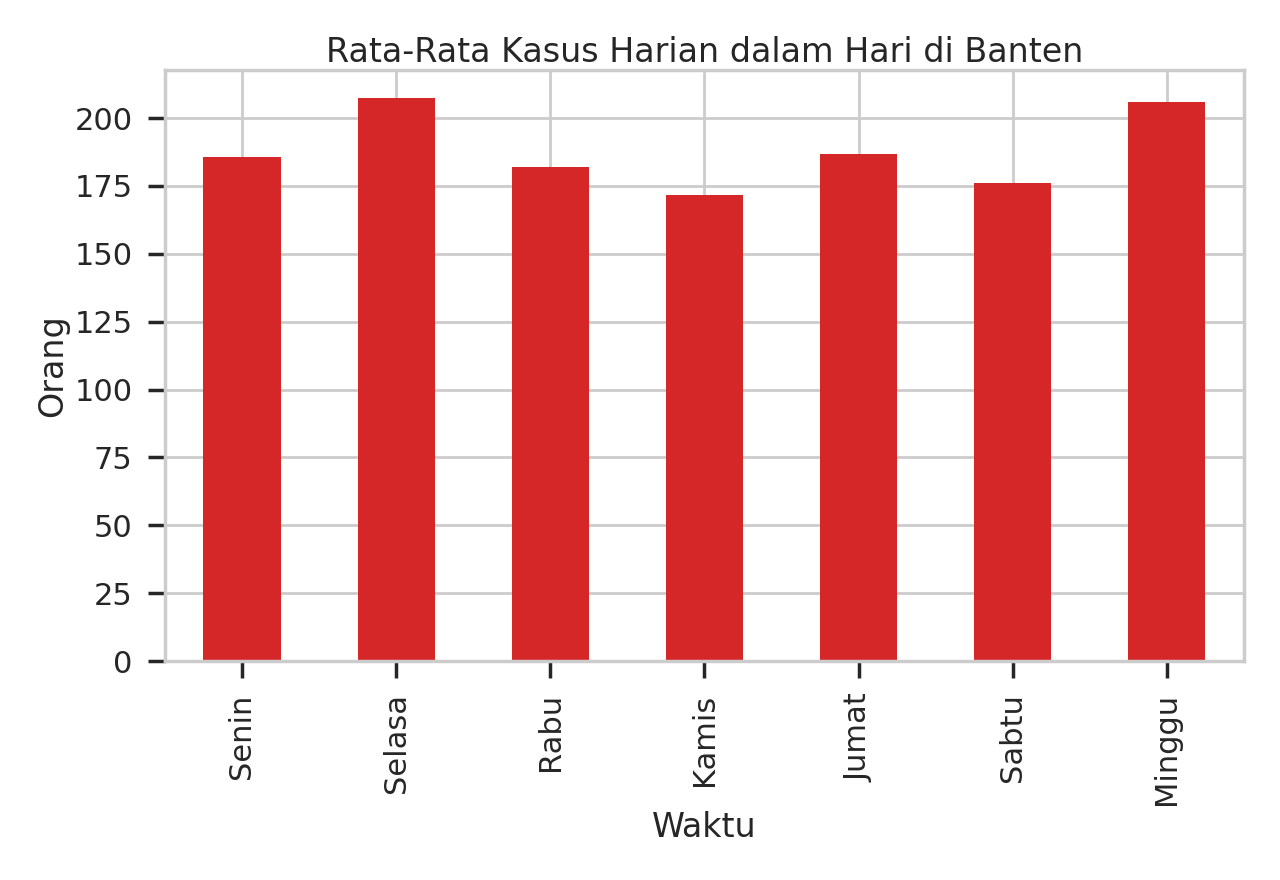 Rata-Rata Kasus Harian dalam Hari di Banten
Orang
200
175
150
125
100
75
50
25
0
Senin
Selasa
Rabu
Kamis
Jumat
Sabtu
Minggu
Waktu